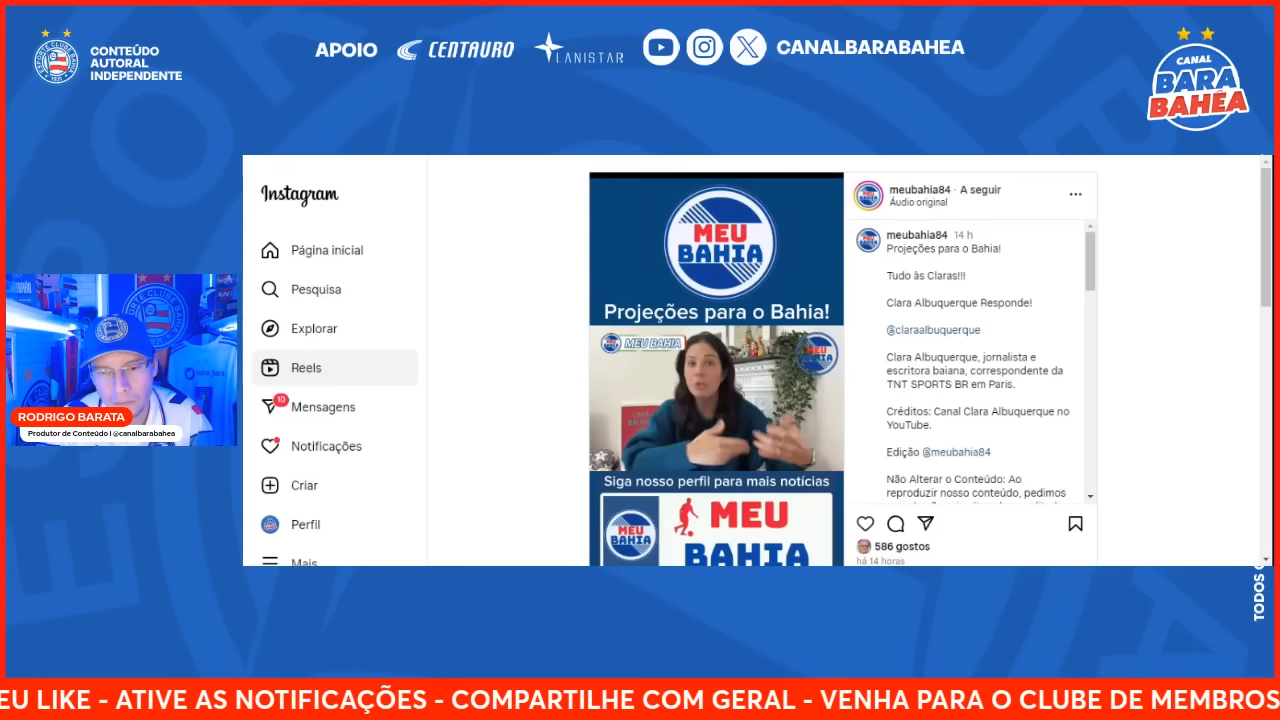 CONTEÚDO
AUTORAL
INDEPENDENTE
ESPORTE CLUBE BAHIA
1931
APOIO
CENTAURO
LANISTAR
CANALBARABAHEA
CANAL
BARA
BAHÊA
Instagram
Página inicial
Pesquisa
Explorar
Reels
10
Mensagens
Notificações
Criar
Perfil
Mais
MEU
BAHIA
Projeções para o Bahia!
MEU BAHIA
Siga nosso perfil para mais notícias
MEU
BAHIA
MEU
BAHIA
meubahia84 · A seguir
Áudio original
meubahia84 14 h
Projeções para o Bahia!
Tudo às Claras!!!
Clara Albuquerque Responde!
@claraalbuquerque
Clara Albuquerque, jornalista e
escritora baiana, correspondente da
TNT SPORTS BR em Paris.
Créditos: Canal Clara Albuquerque no
YouTube.
Edição @meubahia84
Não Alterar o Conteúdo: Ao
reproduzir nosso conteúdo, pedimos
586 gostos
há 14 horas
RODRIGO BARATA
Produtor de Conteúdo | @canalbarabahea
TODOS
EU LIKE - ATIVE AS NOTIFICAÇÕES - COMPARTILHE COM GERAL - VENHA PARA O CLUBE DE MEMBROS